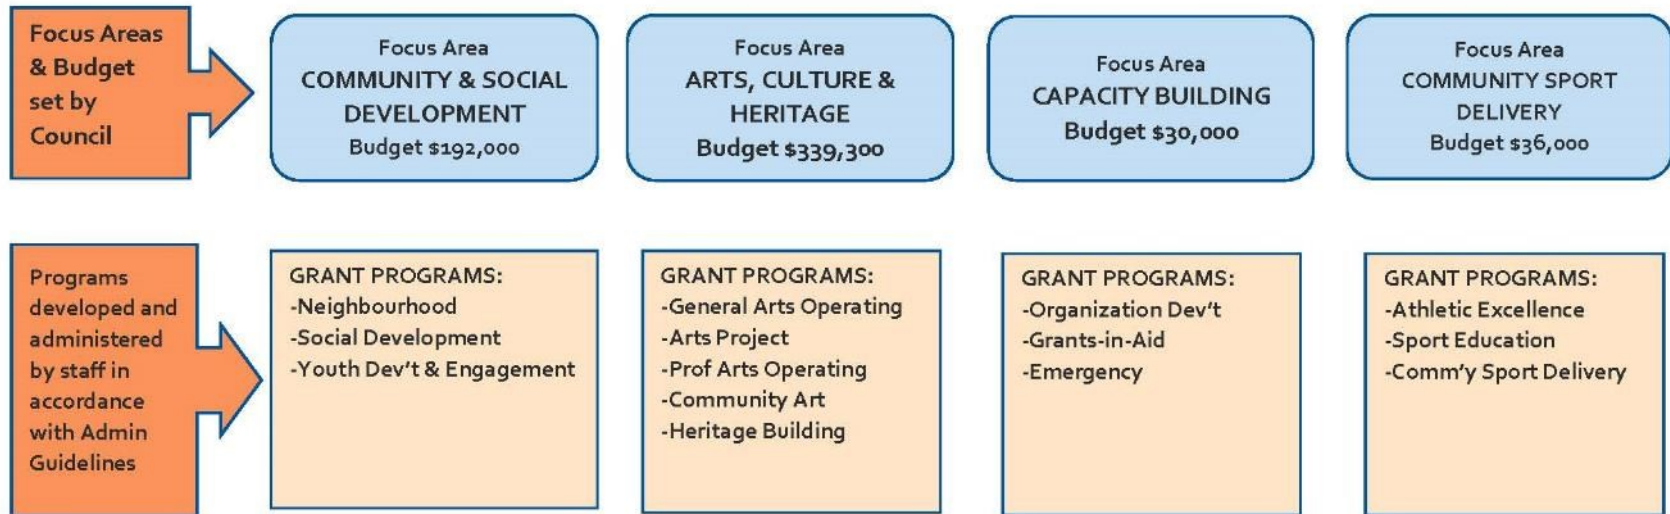 Focus Areas
& Budget
set by
Council
Focus Area
COMMUNITY & SOCIAL
DEVELOPMENT
Budget $192,000
Focus Area
ARTS, CULTURE &
HERITAGE
Budget $339,300
Focus Area
CAPACITY BUILDING
Budget $30,000
Focus Area
COMMUNITY SPORT
DELIVERY
Budget $36,000
Programs
developed and
administered
by staff in
accordance
with Admin
Guidelines
GRANT PROGRAMS:
-Neighbourhood
-Social Development
-Youth Dev't & Engagement
GRANT PROGRAMS:
-General Arts Operating
-Arts Project
-Prof Arts Operating
-Community Art
-Heritage Building
GRANT PROGRAMS:
-Organization Dev't
-Grants-in-Aid
-Emergency
GRANT PROGRAMS:
-Athletic Excellence
-Sport Education
-Comm'y Sport Delivery